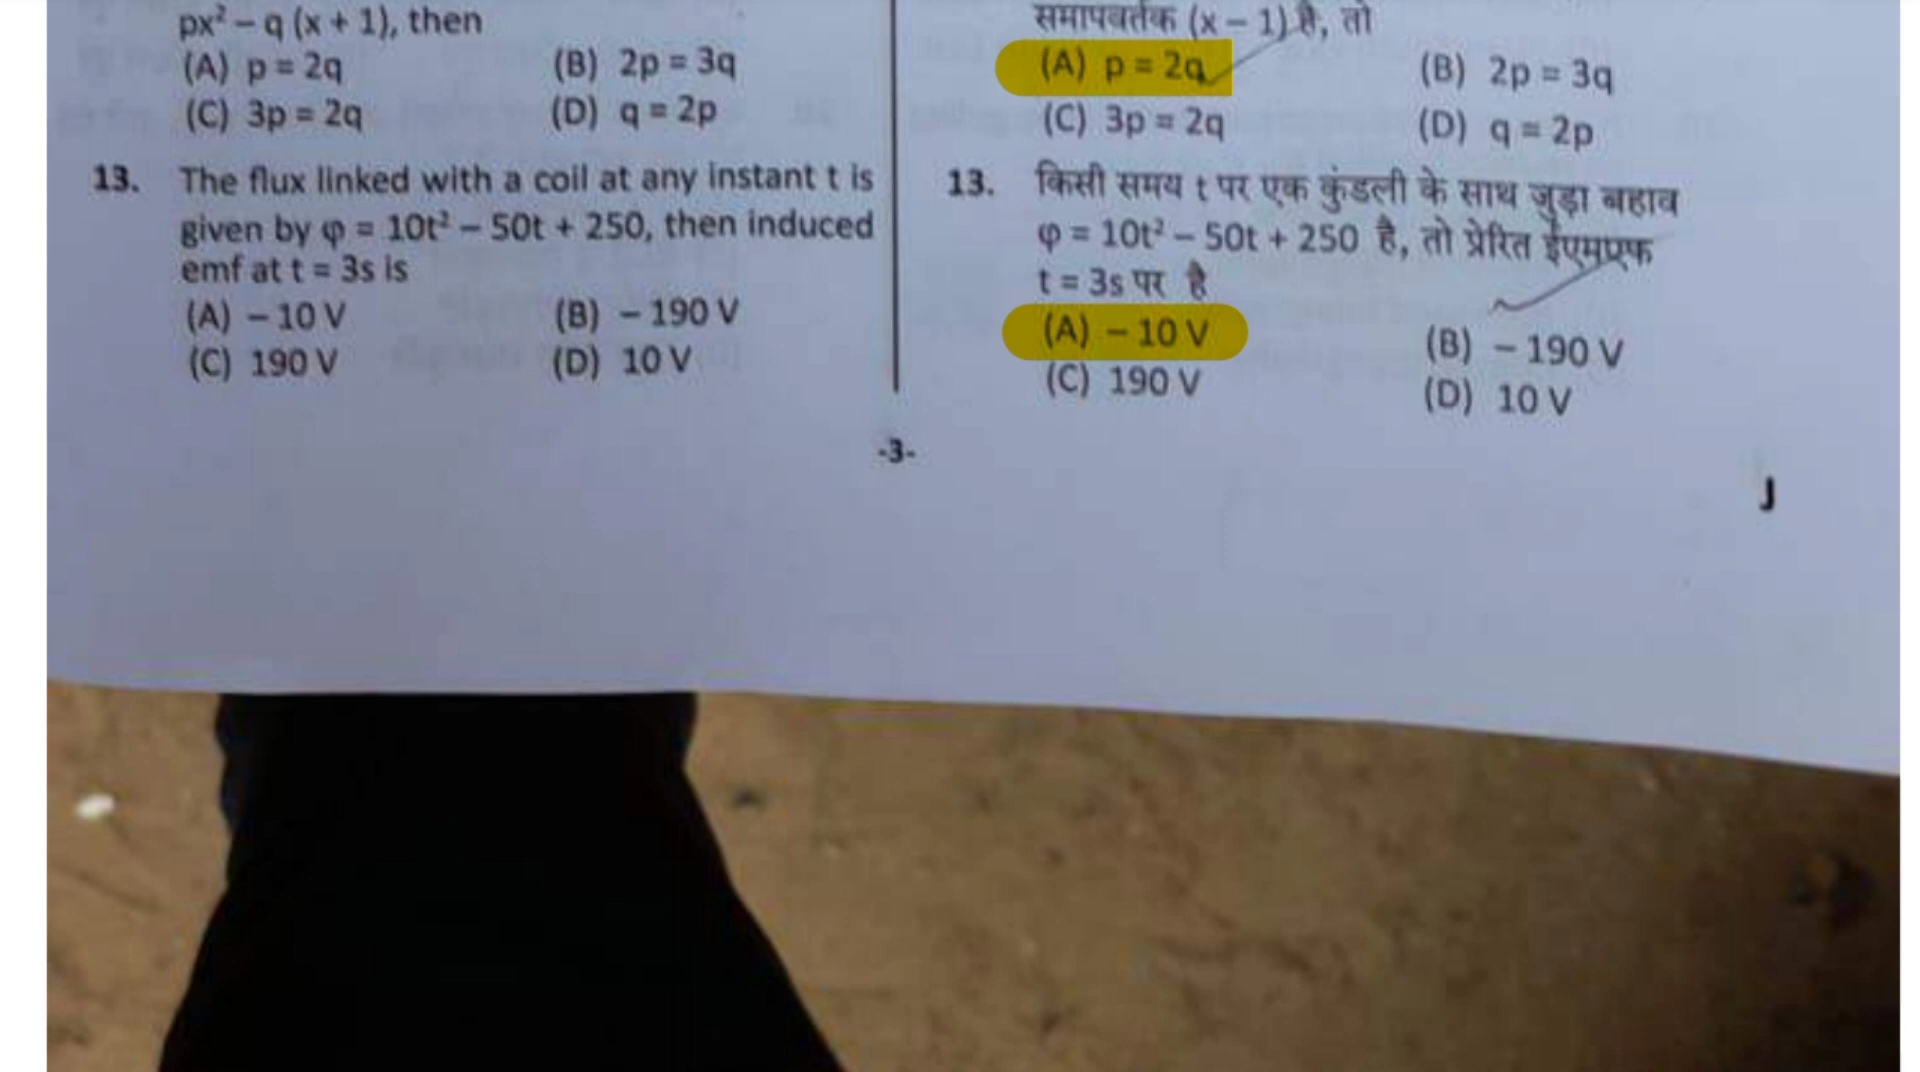 px² – q (x + 1), then
(A) p = 2q (B) 2p = 3q
(C) 3p = 2q (D) q = 2p
13. The flux linked with a coil at any instant t is
given by φ = 10t² – 50t + 250, then induced
emf at t = 3s is
(A) – 10 V (B) – 190 V
(C) 190 V (D) 10 V
समापवर्तक (x – 1) है, तो
(A) p = 2q (B) 2p = 3q
(C) 3p = 2q (D) q = 2p
13. किसी समय t पर एक कुंडली के साथ जुड़ा बहाव
φ = 10t² – 50t + 250 है, तो प्रेरित ईएमएफ
t = 3s पर है
(A) – 10 V (B) – 190 V
(C) 190 V (D) 10 V
-3-
J